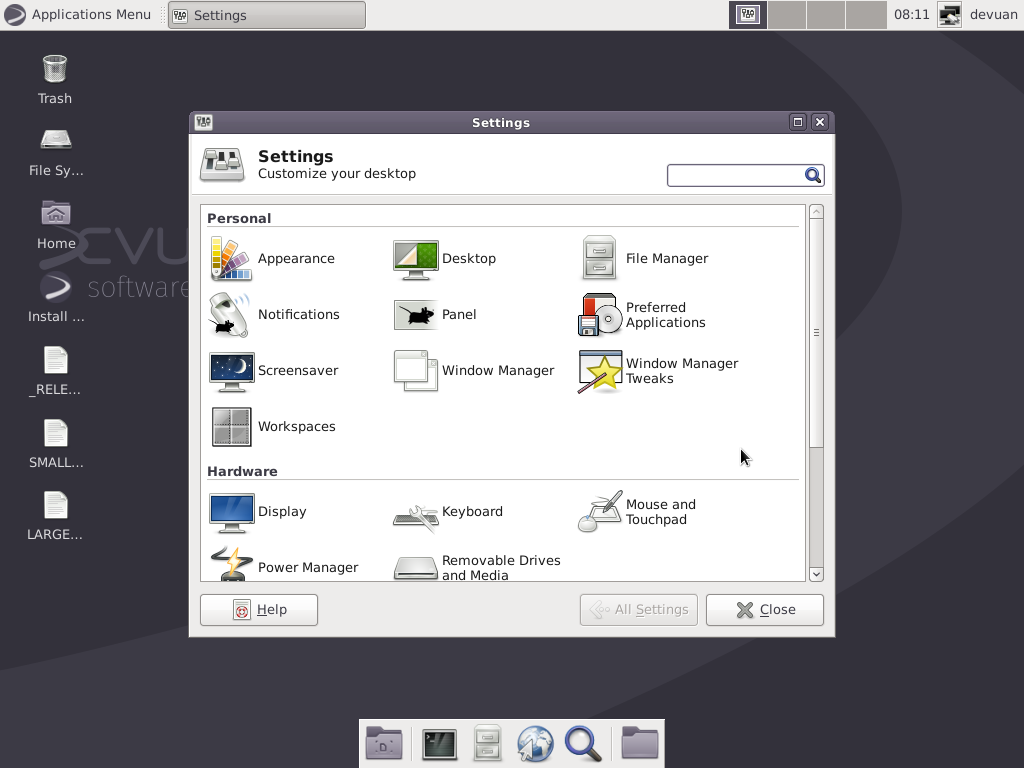 Applications Menu
Settings
08:11
devuan
Trash
File Sy...
Home
Install ...
_RELE...
SMALL...
LARGE...
EVU
software
Settings
Settings
Customize your desktop
Personal
Appearance
Desktop
File Manager
Notifications
Panel
Preferred
Applications
Screensaver
Window Manager
Window Manager
Tweaks
Workspaces
Hardware
Display
Keyboard
Mouse and
Touchpad
Power Manager
Removable Drives
and Media
Help
All Settings
Close
D